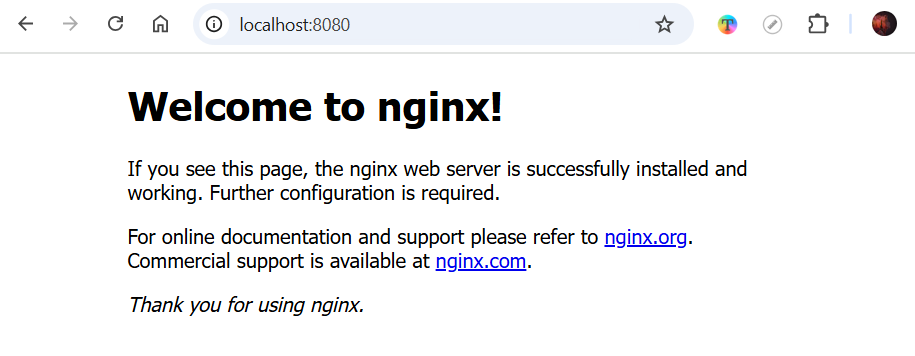 localhost:8080
Welcome to nginx!
If you see this page, the nginx web server is successfully installed and
working. Further configuration is required.
For online documentation and support please refer to nginx.org.
Commercial support is available at nginx.com.
Thank you for using nginx.